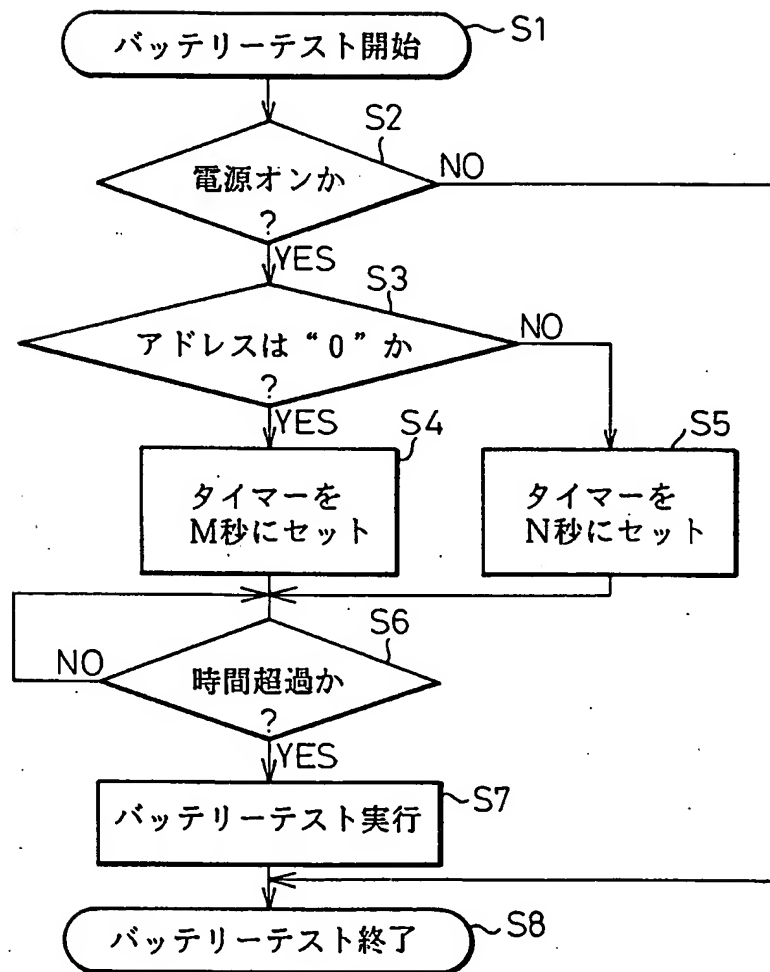 バッテリーテスト開始
S1
S2
電源オンか
?
NO
YES
S3
アドレスは“0”か
?
NO
YES
S4
タイマーを
M秒にセット
S5
タイマーを
N秒にセット
S6
NO
時間超過か
?
YES
S7
バッテリーテスト実行
S8
バッテリーテスト終了